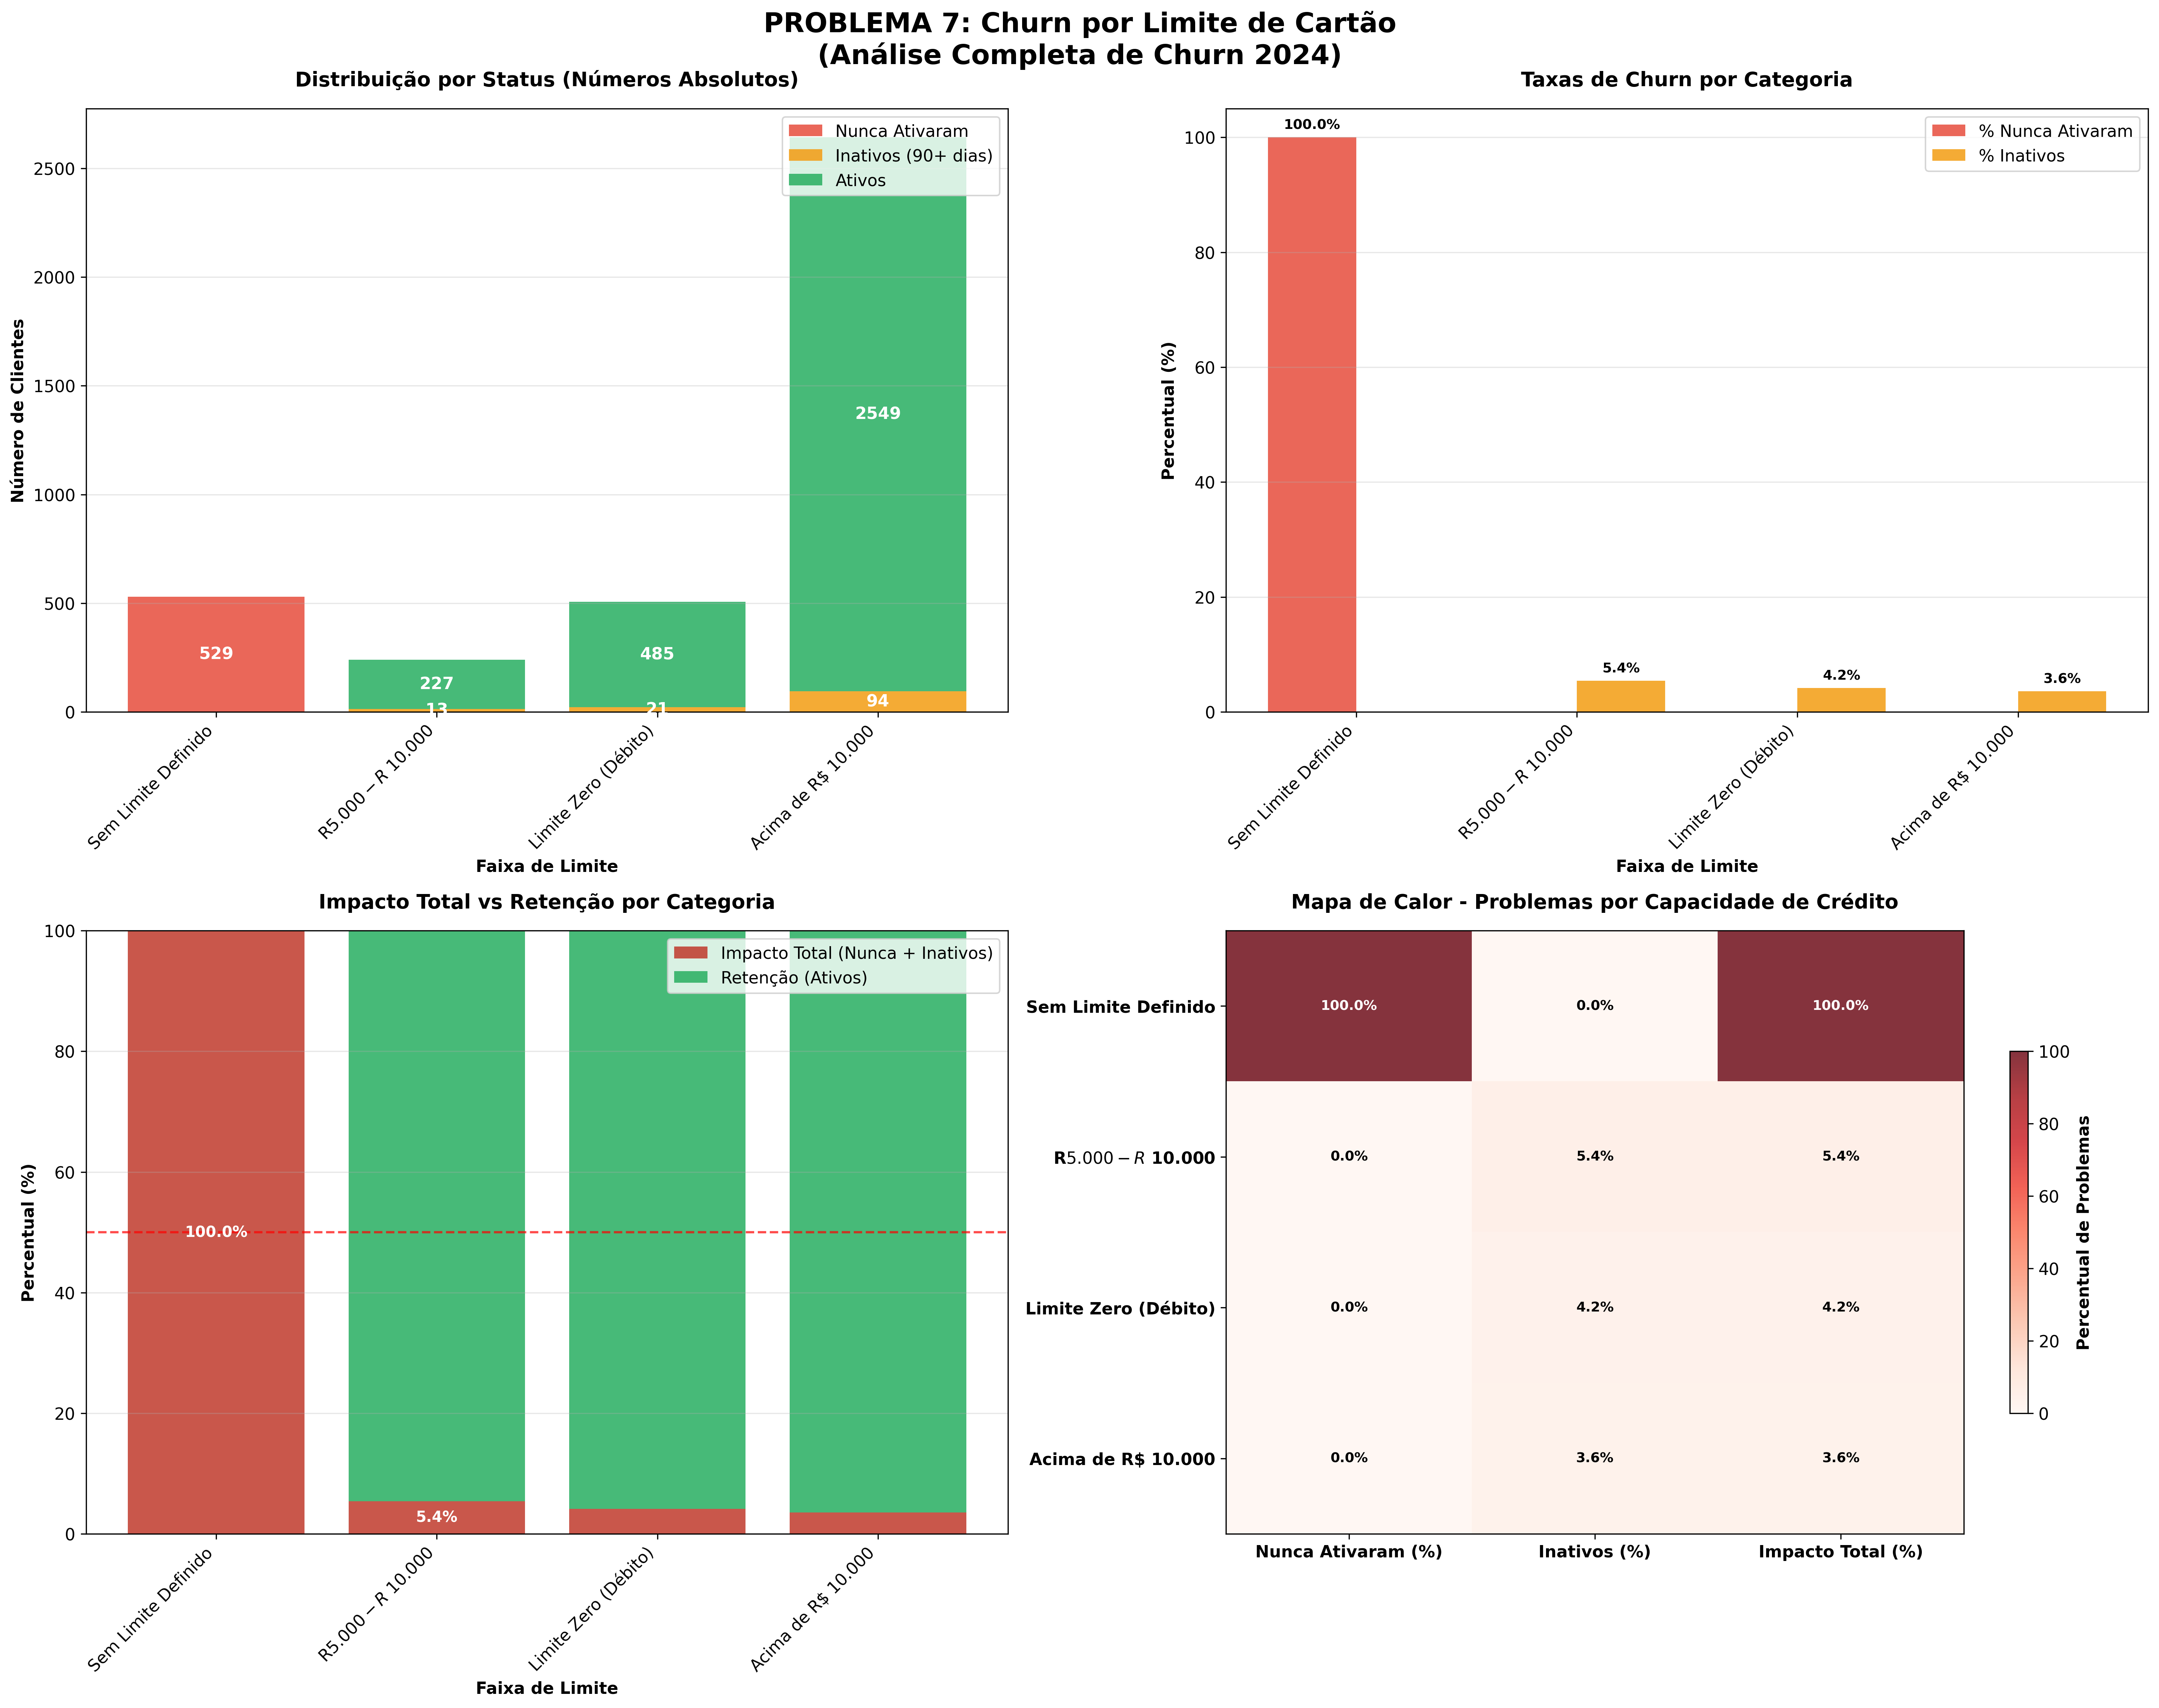 PROBLEMA 7: Churn por Limite de Cartão
(Análise Completa de Churn 2024)
Distribuição por Status (Números Absolutos)
Nunca Ativaram
Inativos (90+ dias)
Ativos
Número de Clientes
2500
2000
1500
1000
500
0
529
227
13
485
21
2549
94
Sem Limite Definido
R5.000 − R 10.000
Limite Zero (Débito)
Acima de R$ 10.000
Faixa de Limite
Taxas de Churn por Categoria
% Nunca Ativaram
% Inativos
Percentual (%)
100
80
60
40
20
0
100.0%
5.4%
4.2%
3.6%
Sem Limite Definido
R5.000 − R 10.000
Limite Zero (Débito)
Acima de R$ 10.000
Faixa de Limite
Impacto Total vs Retenção por Categoria
Impacto Total (Nunca + Inativos)
Retenção (Ativos)
Percentual (%)
100
80
60
40
20
0
100.0%
5.4%
Sem Limite Definido
R5.000 − R 10.000
Limite Zero (Débito)
Acima de R$ 10.000
Faixa de Limite
Mapa de Calor - Problemas por Capacidade de Crédito
Sem Limite Definido 100.0% 0.0% 100.0%
R5.000 − R 10.000 0.0% 5.4% 5.4%
Limite Zero (Débito) 0.0% 4.2% 4.2%
Acima de R$ 10.000 0.0% 3.6% 3.6%
Nunca Ativaram (%) Inativos (%) Impacto Total (%)
100
80
60
40
20
0
Percentual de Problemas